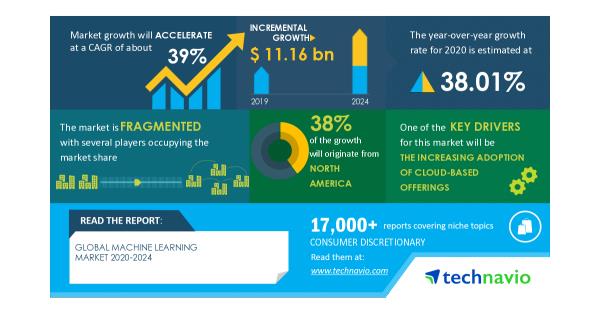 Market growth will ACCELERATE
at a CAGR of about
39%
INCREMENTAL
GROWTH
$ 11.16 bn
2019
2024
The year-over-year growth
rate for 2020 is estimated at
38.01%
The market is FRAGMENTED
with several players occupying the
market share
38%
of the growth
will originate from
NORTH
AMERICA
One of the KEY DRIVERS
for this market will be
THE INCREASING ADOPTION
OF CLOUD-BASED
OFFERINGS
READ THE REPORT:
GLOBAL MACHINE LEARNING
MARKET 2020-2024
17,000+ reports covering niche topics
CONSUMER DISCRETIONARY
Read them at:
www.technavio.com
technavio